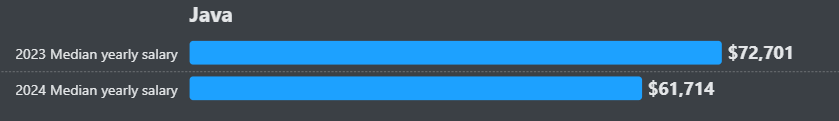 Java
2023 Median yearly salary $72,701
2024 Median yearly salary $61,714